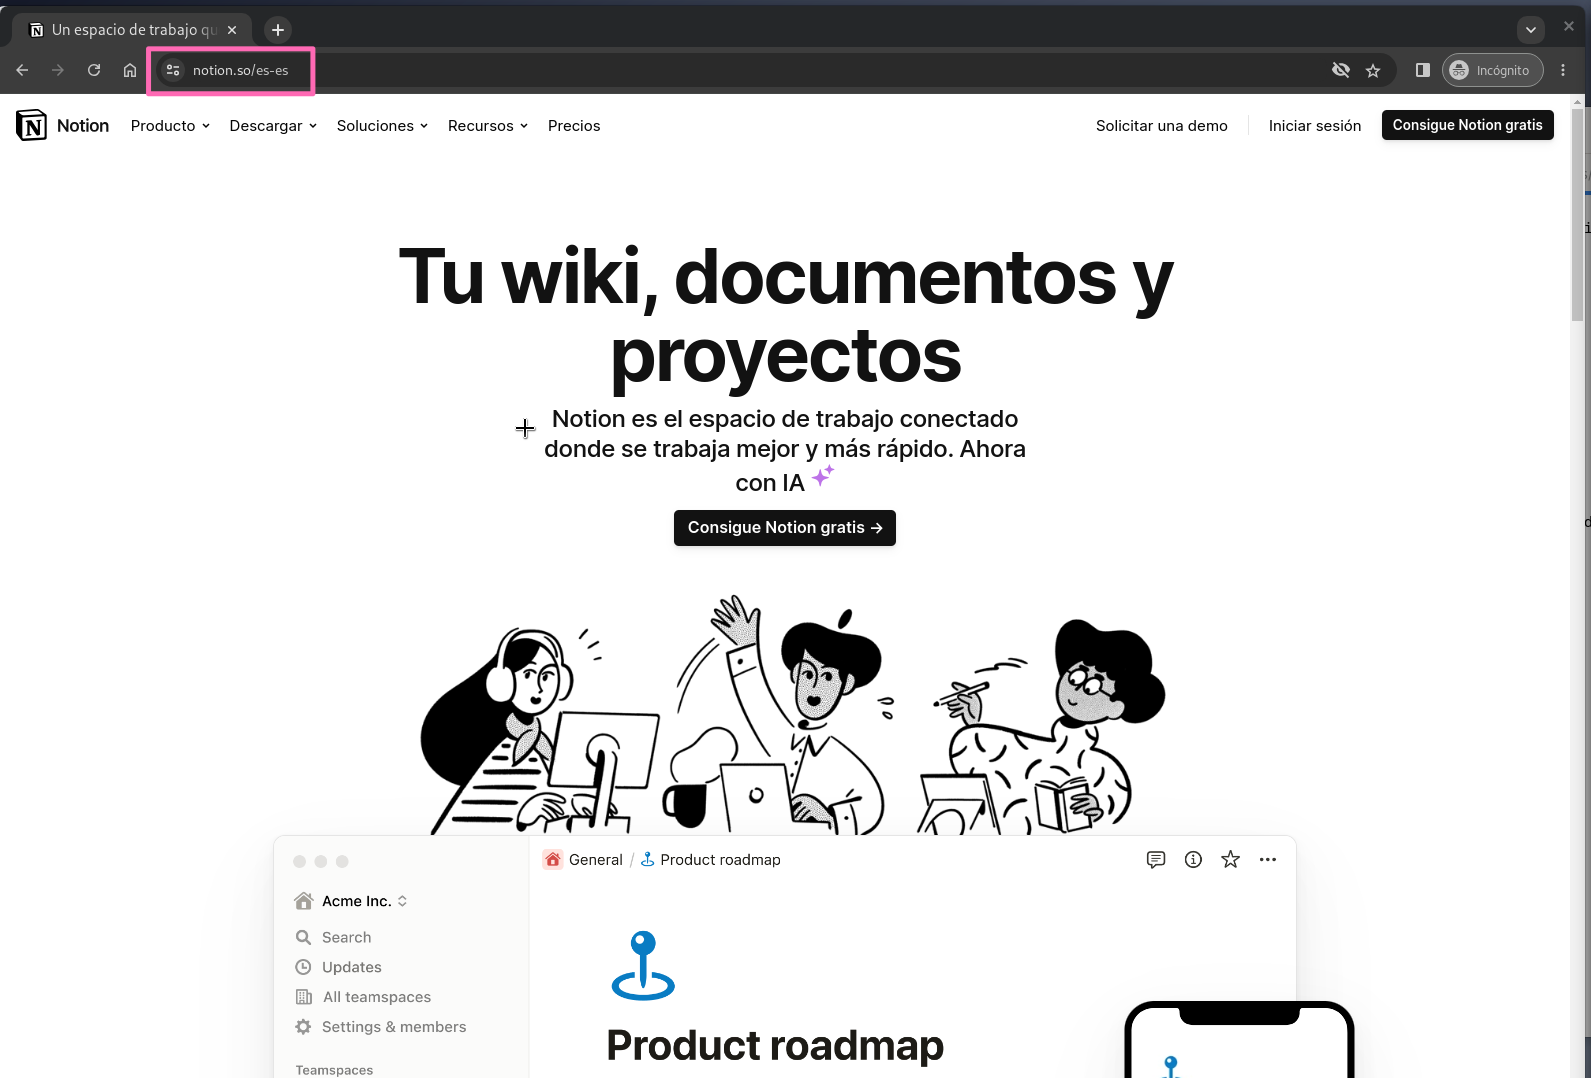 Un espacio de trabajo qu
notion.so/es-es
Incógnito
Notion
Producto
Descargar
Soluciones
Recursos
Precios
Solicitar una demo
Iniciar sesión
Consigue Notion gratis
Tu wiki, documentos y
proyectos
Notion es el espacio de trabajo conectado
donde se trabaja mejor y más rápido. Ahora
con IA
Consigue Notion gratis →
General / Product roadmap
Acme Inc.
Search
Updates
All teamspaces
Settings & members
Teamspaces
Product roadmap